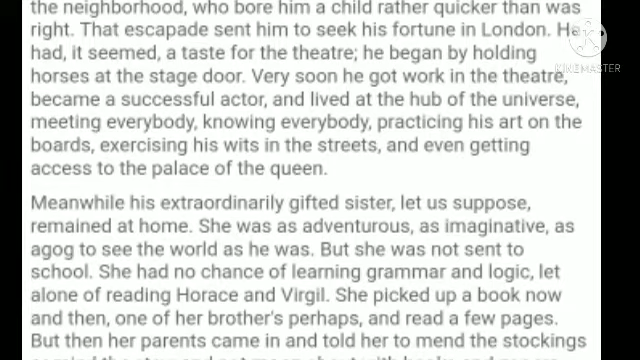 the neighborhood, who bore him a child rather quicker than was
right. That escapade sent him to seek his fortune in London. He
had, it seemed, a taste for the theatre; he began by holding
horses at the stage door. Very soon he got work in the theatre,
became a successful actor, and lived at the hub of the universe,
meeting everybody, knowing everybody, practicing his art on the
boards, exercising his wits in the streets, and even getting
access to the palace of the queen.
Meanwhile his extraordinarily gifted sister, let us suppose,
remained at home. She was as adventurous, as imaginative, as
agog to see the world as he was. But she was not sent to
school. She had no chance of learning grammar and logic, let
alone of reading Horace and Virgil. She picked up a book now
and then, one of her brother's perhaps, and read a few pages.
But then her parents came in and told her to mend the stockings
KINEMASTER